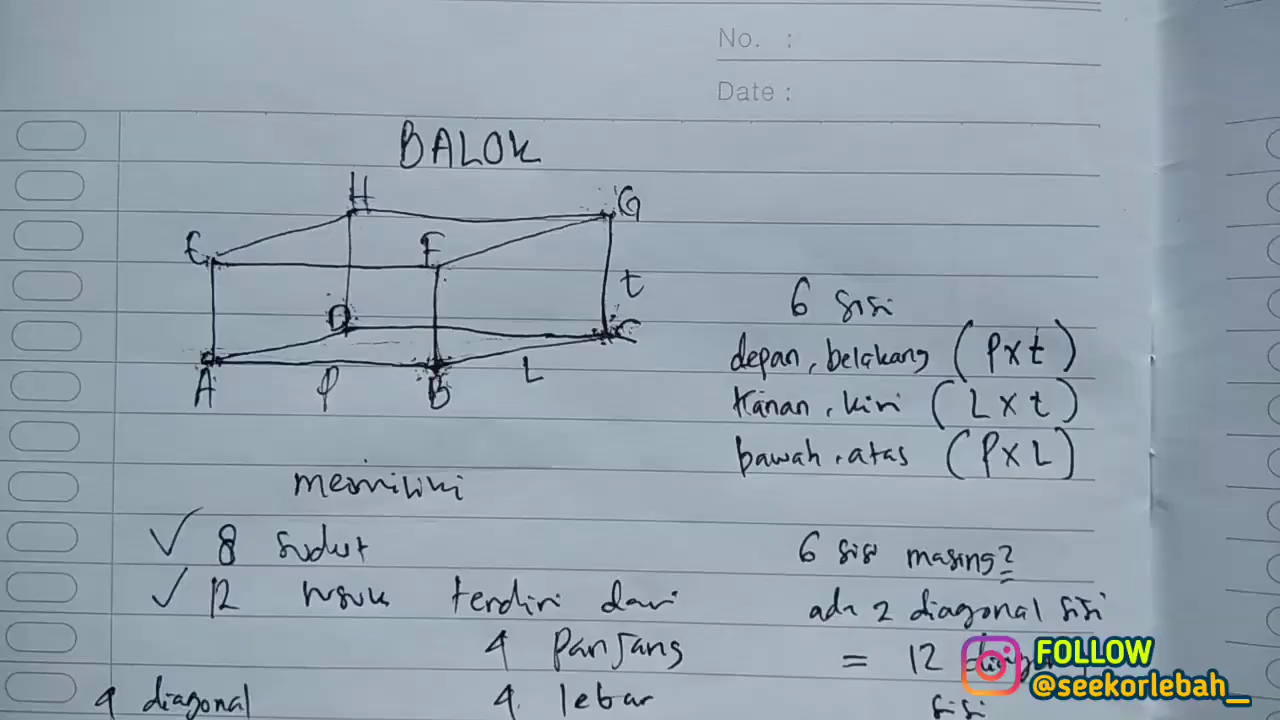 No. :
Date :
BALOK
H
G
E
F
t
D
C
A
P
B
L
6 sisi
depan, belakang (P x t)
kanan, kiri (L x t)
bawah, atas (P x L)
memiliki
✓ 8 sudut
✓ 12 rusuk terdiri dari
4 Panjang
4 diagonal
4 lebar
6 sisi masing2
ada 2 diagonal sisi
= 12
sisi
FOLLOW
@seekorlebah_